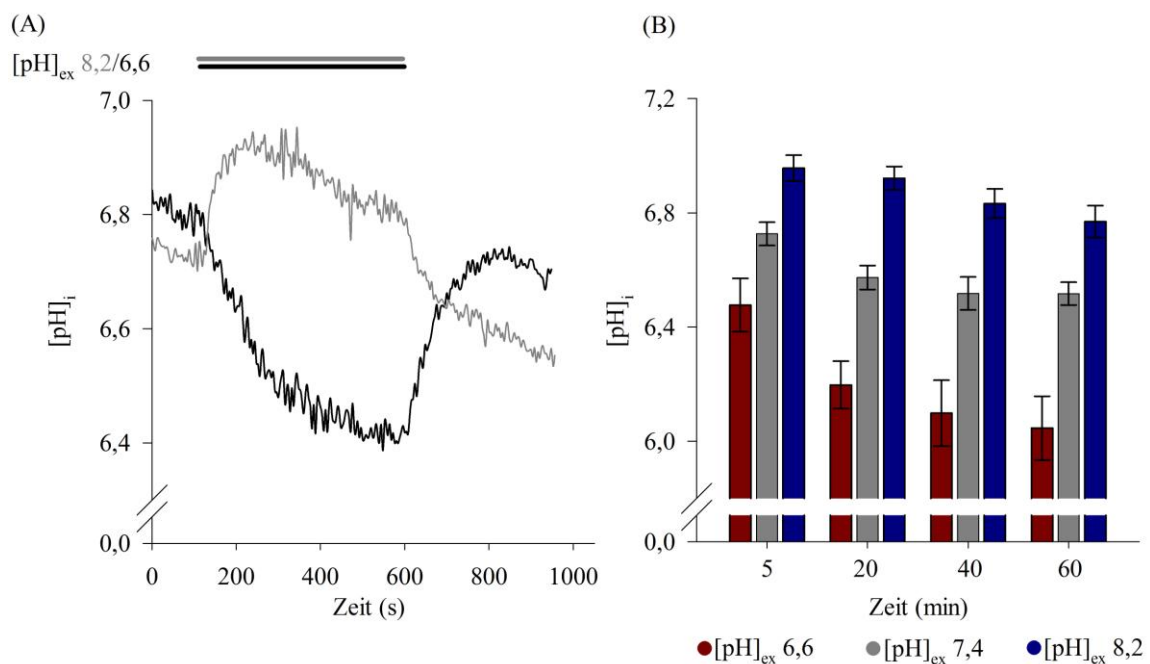 (A)
[pH]ex 8,2/6,6
7,0
6,8
6,6
6,4
0,0
[pH]i
0 200 400 600 800 1000
Zeit (s)
(B)
7,2
6,8
6,4
6,0
0,0
[pH]i
5 20 40 60
Zeit (min)
[pH]ex 6,6 [pH]ex 7,4 [pH]ex 8,2